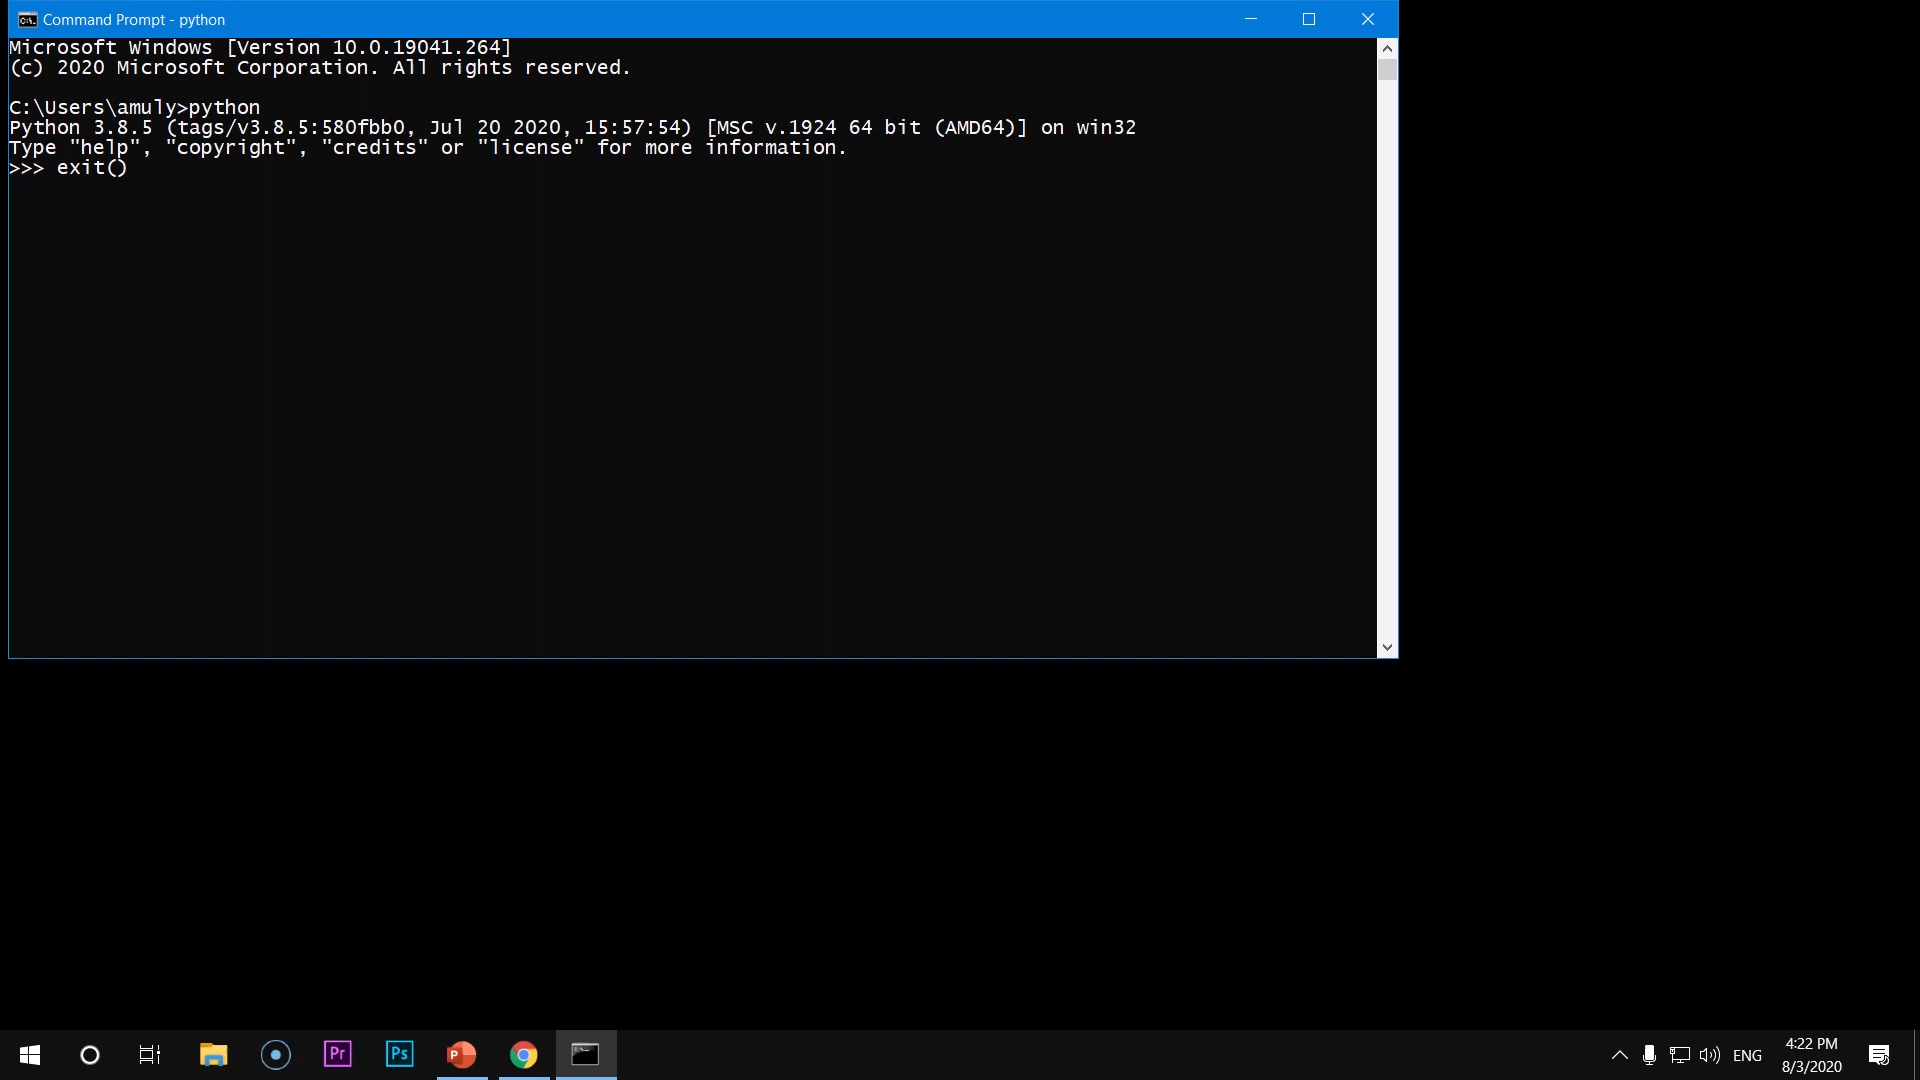 Command Prompt - python
Microsoft Windows [Version 10.0.19041.264]
(c) 2020 Microsoft Corporation. All rights reserved.
C:\Users\amuly>python
Python 3.8.5 (tags/v3.8.5:580fbb0, Jul 20 2020, 15:57:54) [MSC v.1924 64 bit (AMD64)] on win32
Type "help", "copyright", "credits" or "license" for more information.
>>> exit()
Pr
Ps
P
ENG
4:22 PM
8/3/2020